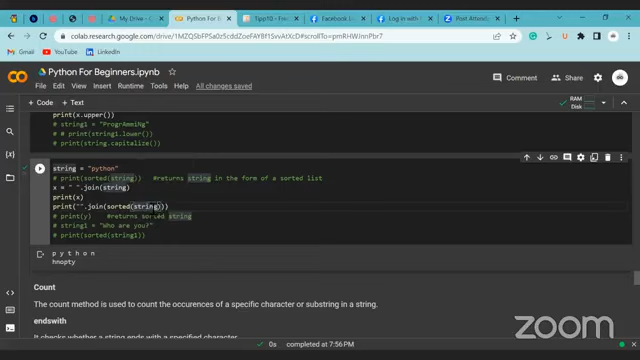 My Drive - C
Python For B
Tipp10 - Free
Facebook Lo
Log in with F
Post Attende
colab.research.google.com/drive/
Gmail
YouTube
LinkedIn
Python For Beginners.ipynb
File Edit View Insert Runtime Tools Help All changes saved
Comment
Share
+ Code + Text
RAM
Disk
print(x.upper())
# string1 = "ProgrAmmiNg"
# # print(string1.lower())
# print(string.capitalize())
string = "python"
# print(sorted(string)) #returns string in the form of a sorted list
x = " ".join(string)
print(x)
print("".join(sorted(string)))
# print(y) #returns sorted string
# string1 = "Who are you?"
# print(sorted(string1))
p y t h o n
hnopty
Count
The count method is used to count the occurences of a specific character or substring in a string.
endswith
It checks whether a string ends with a specified character
zoom
0s completed at 7:56 PM